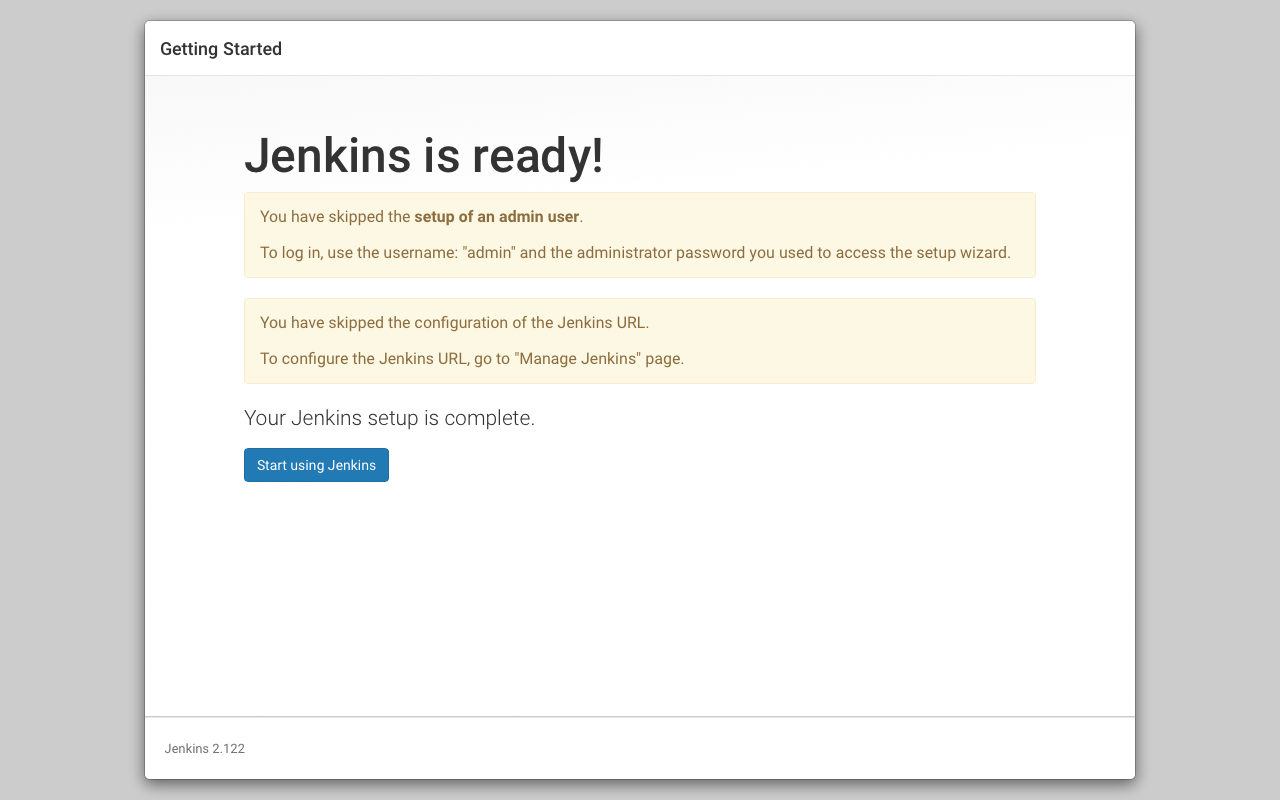 Getting Started
Jenkins is ready!
You have skipped the setup of an admin user.
To log in, use the username: "admin" and the administrator password you used to access the setup wizard.
You have skipped the configuration of the Jenkins URL.
To configure the Jenkins URL, go to "Manage Jenkins" page.
Your Jenkins setup is complete.
Start using Jenkins
Jenkins 2.122